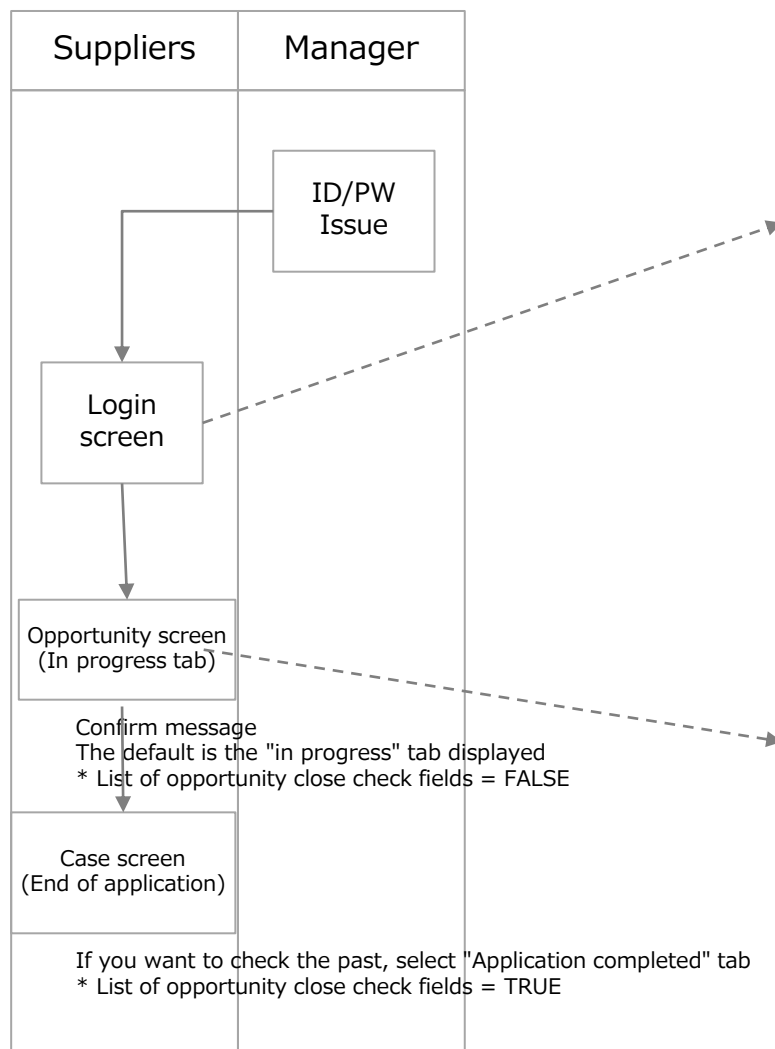 Suppliers
Manager
ID/PW
Issue
Login
screen
Opportunity screen
(In progress tab)
Confirm message
The default is the "in progress" tab displayed
* List of opportunity close check fields = FALSE
Case screen
(End of application)
If you want to check the past, select "Application completed" tab
* List of opportunity close check fields = TRUE